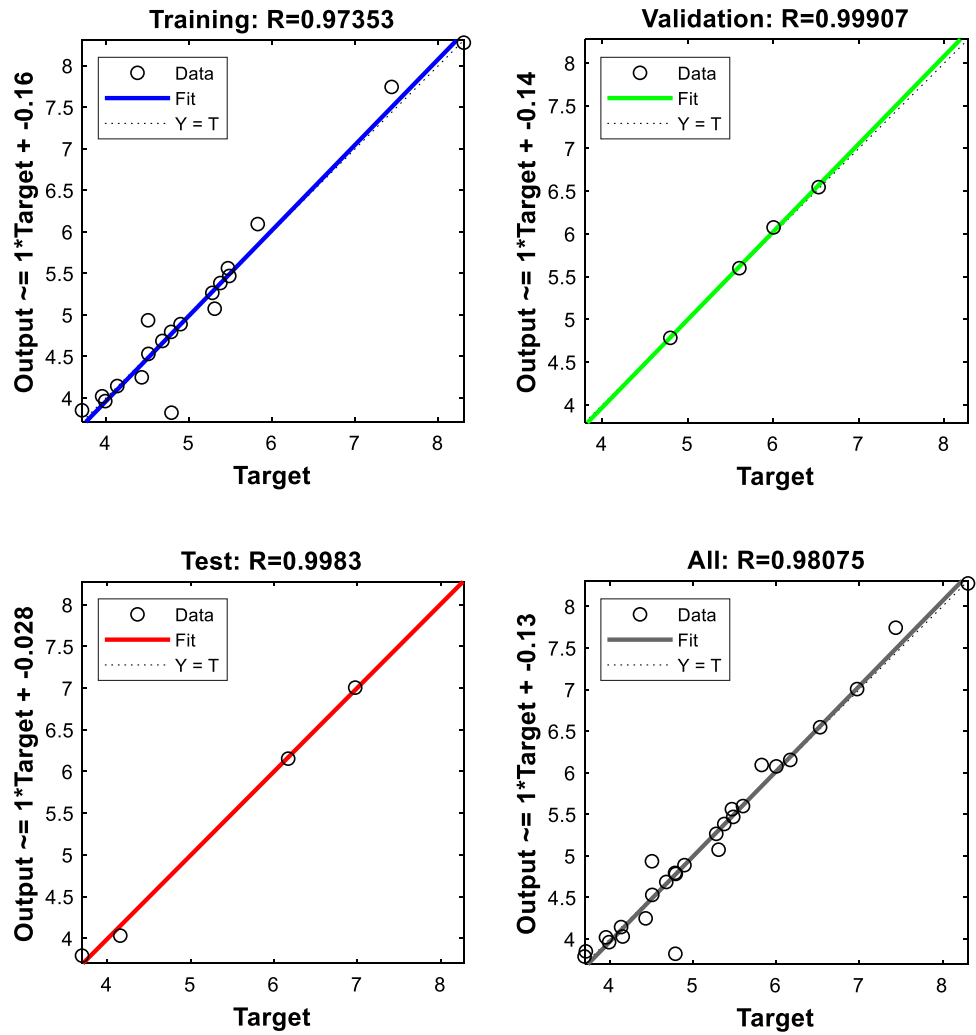 Training: R=0.97353
Output ~= 1*Target + -0.16
8
7.5
7
6.5
6
5.5
5
4.5
4
Data
Fit
Y = T
4 5 6 7 8
Target
Validation: R=0.99907
Output ~= 1*Target + -0.14
8
7.5
7
6.5
6
5.5
5
4.5
4
Data
Fit
Y = T
4 5 6 7 8
Target
Test: R=0.9983
Output ~= 1*Target + -0.028
8
7.5
7
6.5
6
5.5
5
4.5
4
Data
Fit
Y = T
4 5 6 7 8
Target
All: R=0.98075
Output ~= 1*Target + -0.13
8
7.5
7
6.5
6
5.5
5
4.5
4
Data
Fit
Y = T
4 5 6 7 8
Target